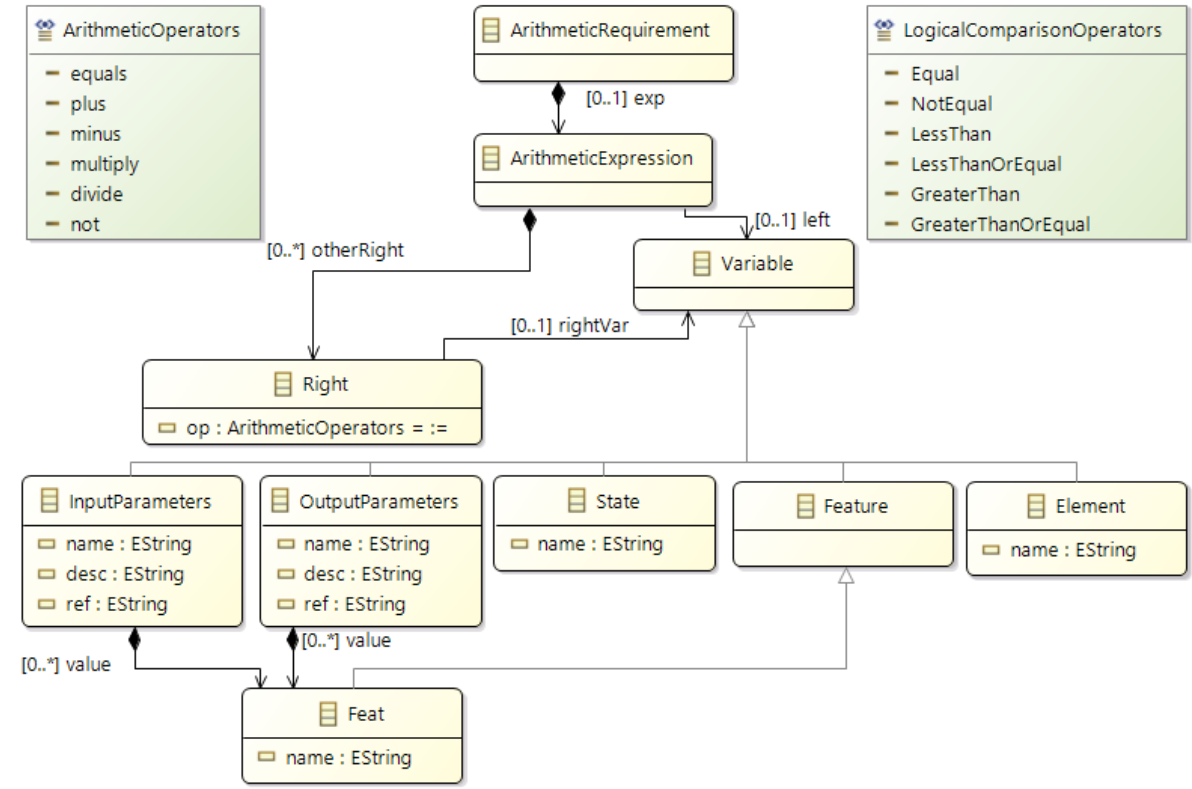 ArithmeticOperators
equals
plus
minus
multiply
divide
not
ArithmeticRequirement
[0..1] exp
ArithmeticExpression
LogicalComparisonOperators
Equal
NotEqual
LessThan
LessThanOrEqual
GreaterThan
GreaterThanOrEqual
[0..*] otherRight
[0..1] left
Variable
[0..1] rightVar
Right
op : ArithmeticOperators = :=
InputParameters
name : EString
desc : EString
ref : EString
OutputParameters
name : EString
desc : EString
ref : EString
State
name : EString
Feature
Element
name : EString
[0..*] value
[0..*] value
Feat
name : EString